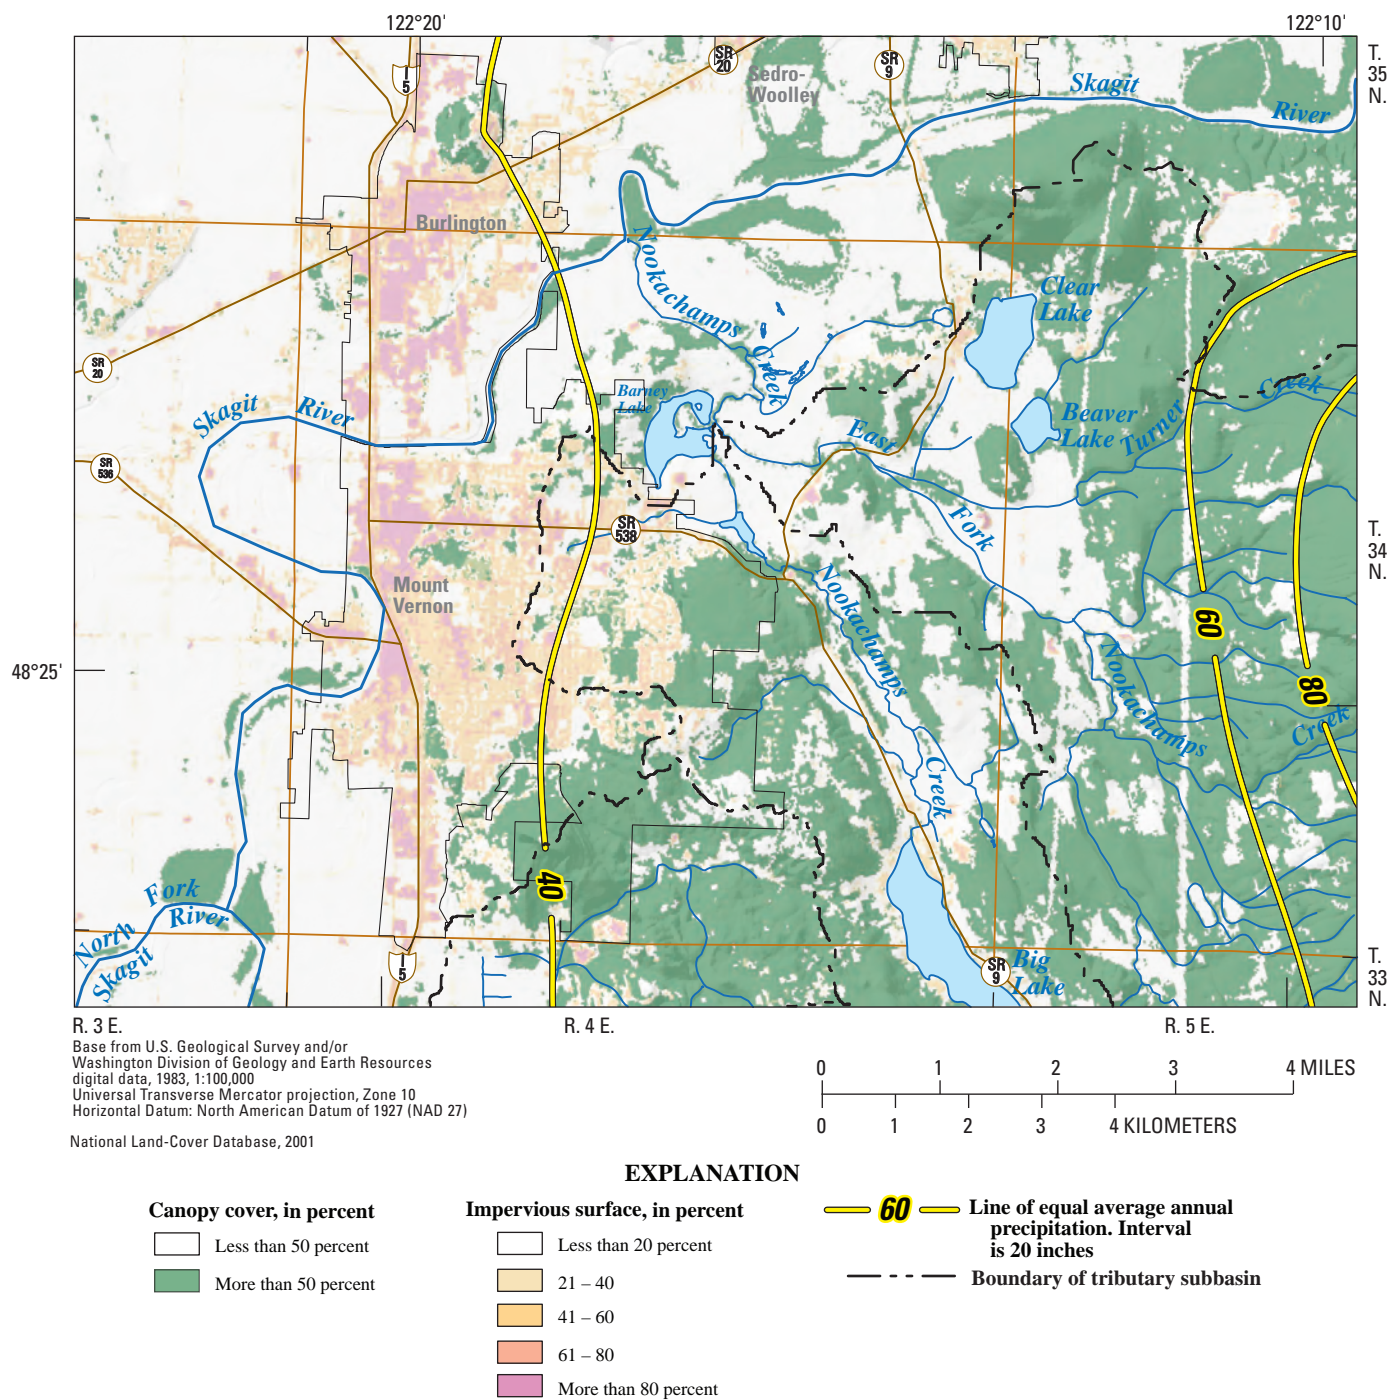 122°20'
122°10'
T.
35
N.
I
5
SR
20
SR
9
Sedro-
Woolley
Skagit
River
Burlington
Nookachamps
Creek
Clear
Lake
SR
20
Barney
Lake
Creek
Skagit
River
Beaver
Lake
Turner
East
SR
536
Fork
SR
538
T.
34
N.
Mount
Vernon
Nookachamps
60
Nookachamps
48°25'
80
Creek
Creek
40
Fork
River
North
Skagit
I
5
SR
9
Big
Lake
T.
33
N.
R. 3 E.
R. 4 E.
R. 5 E.
Base from U.S. Geological Survey and/or
Washington Division of Geology and Earth Resources
digital data, 1983, 1:100,000
Universal Transverse Mercator projection, Zone 10
Horizontal Datum: North American Datum of 1927 (NAD 27)
National Land-Cover Database, 2001
0 1 2 3 4 MILES
0 1 2 3 4 KILOMETERS
EXPLANATION
Canopy cover, in percent
Less than 50 percent
More than 50 percent
Impervious surface, in percent
Less than 20 percent
21 – 40
41 – 60
61 – 80
More than 80 percent
60
Line of equal average annual
precipitation. Interval
is 20 inches
Boundary of tributary subbasin